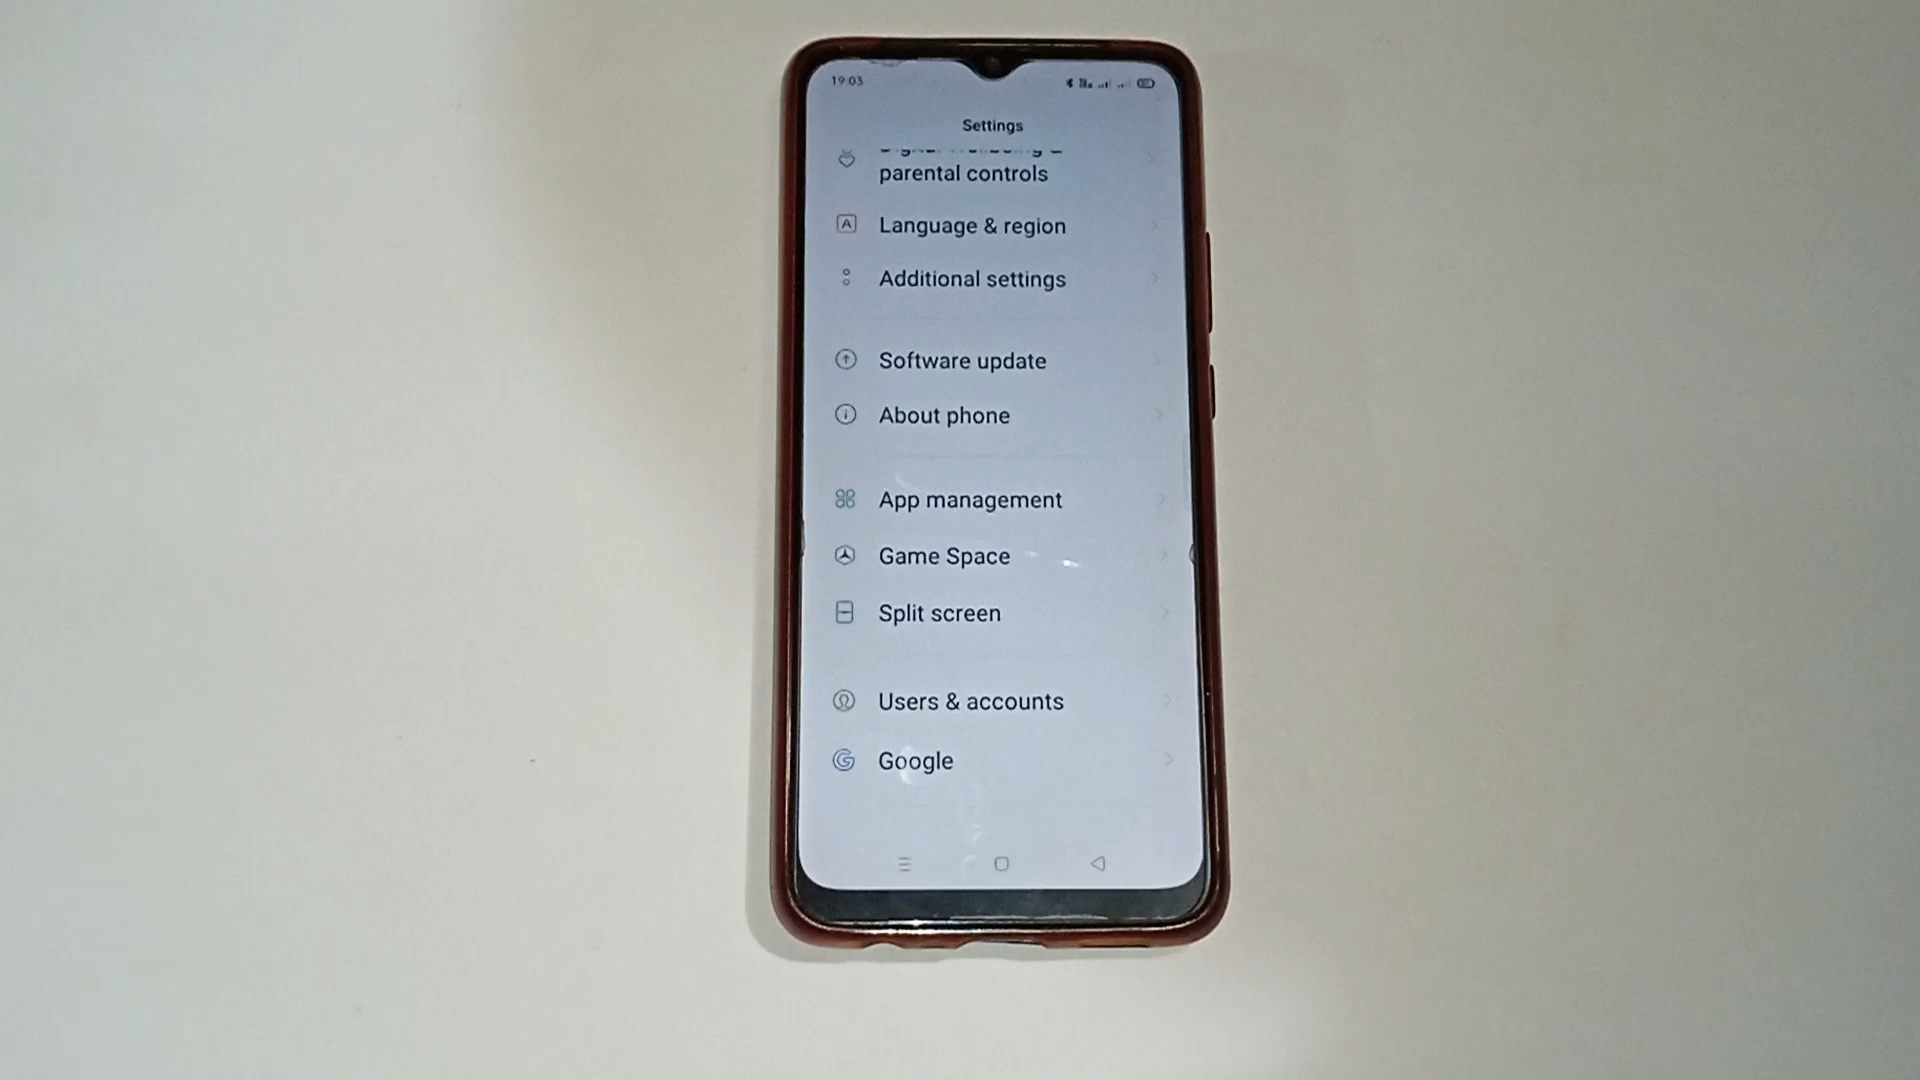 19:03
Settings
parental controls
A Language & region
Additional settings
Software update
About phone
App management
Game Space
Split screen
Users & accounts
Google